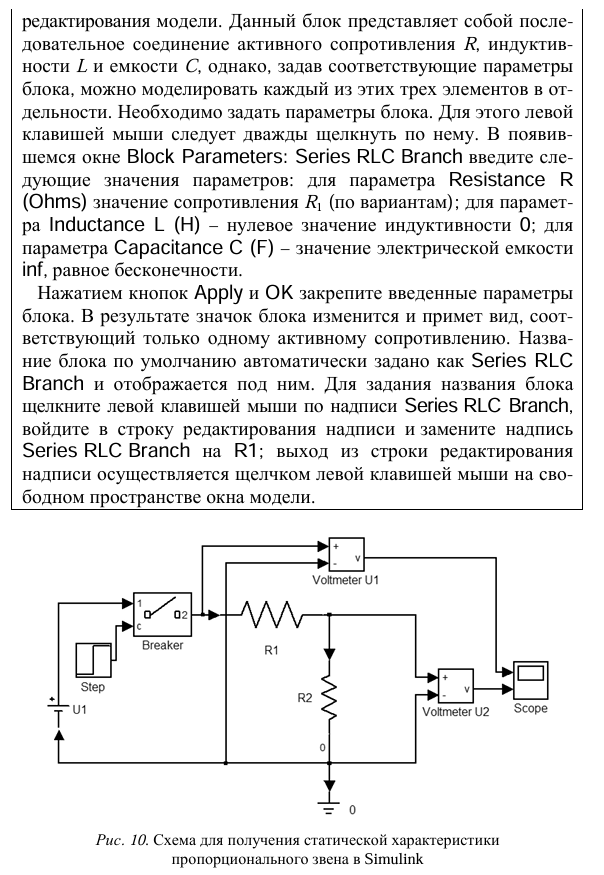 редактирования модели. Данный блок представляет собой после-
довательное соединение активного сопротивления R, индуктив-
ности L и емкости C, однако, задав соответствующие параметры
блока, можно моделировать каждый из этих трех элементов в от-
дельности. Необходимо задать параметры блока. Для этого левой
клавишей мыши следует дважды щелкнуть по нему. В появив-
шемся окне Block Parameters: Series RLC Branch введите сле-
дующие значения параметров: для параметра Resistance R
(Ohms) значение сопротивления R₁ (по вариантам); для парамет-
ра Inductance L (H) – нулевое значение индуктивности 0; для
параметра Capacitance C (F) – значение электрической емкости
inf, равное бесконечности.
Нажатием кнопок Apply и OK закрепите введенные параметры
блока. В результате значок блока изменится и примет вид, соот-
ветствующий только одному активному сопротивлению. Назва-
ние блока по умолчанию автоматически задано как Series RLC
Branch и отображается под ним. Для задания названия блока
щелкните левой клавишей мыши по надписи Series RLC Branch,
войдите в строку редактирования надписи и замените надпись
Series RLC Branch на R1; выход из строки редактирования
надписи осуществляется щелчком левой клавишей мыши на сво-
бодном пространстве окна модели.
+
-
v
Voltmeter U1
1
c
2
Breaker
R1
Step
+
U1
R2
0
+
-
v
Voltmeter U2
Scope
0
Рис. 10. Схема для получения статической характеристики
пропорционального звена в Simulink